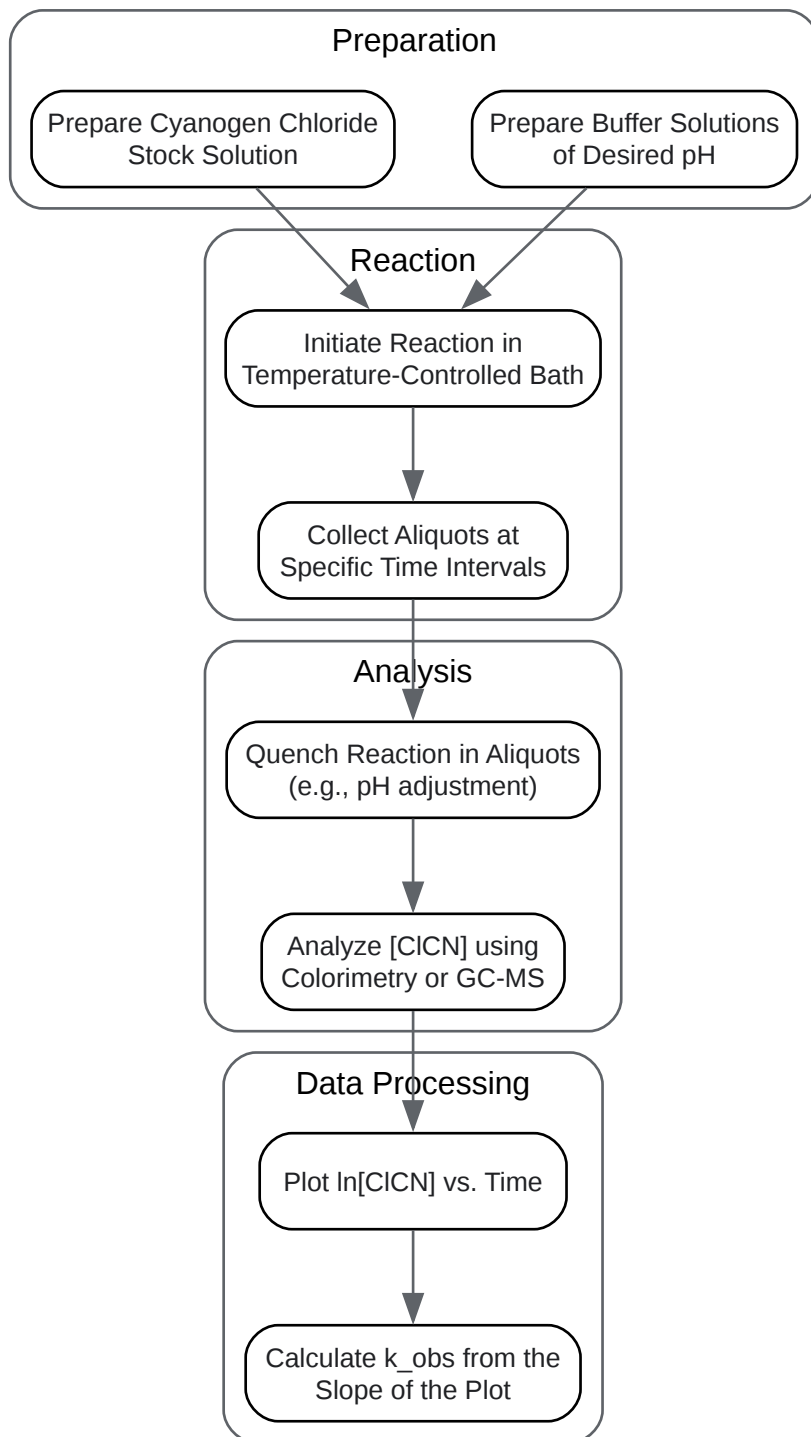 Preparation
Prepare Cyanogen Chloride
Stock Solution
Prepare Buffer Solutions
of Desired pH
Reaction
Initiate Reaction in
Temperature-Controlled Bath
Collect Aliquots at
Specific Time Intervals
Analysis
Quench Reaction in Aliquots
(e.g., pH adjustment)
Analyze [ClCN] using
Colorimetry or GC-MS
Data Processing
Plot ln[ClCN] vs. Time
Calculate k_obs from the
Slope of the Plot